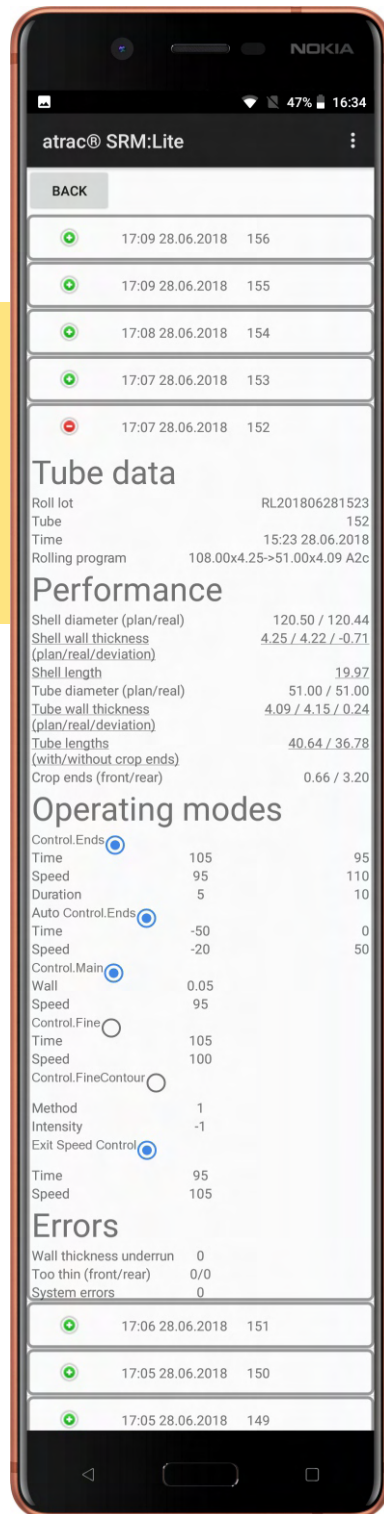 NOKIA
47% 16:34
atrac® SRM:Lite
BACK
17:09 28.06.2018 156
17:09 28.06.2018 155
17:08 28.06.2018 154
17:07 28.06.2018 153
17:07 28.06.2018 152
Tube data
Roll lot RL201806281523
Tube 152
Time 15:23 28.06.2018
Rolling program 108.00x4.25->51.00x4.09 A2c
Performance
Shell diameter (plan/real) 120.50 / 120.44
Shell wall thickness 4.25 / 4.22 / -0.71
(plan/real/deviation)
Shell length 19.97
Tube diameter (plan/real) 51.00 / 51.00
Tube wall thickness 4.09 / 4.15 / 0.24
(plan/real/deviation)
Tube lengths 40.64 / 36.78
(with/without crop ends)
Crop ends (front/rear) 0.66 / 3.20
Operating modes
Control.Ends
Time 105 95
Speed 95 110
Duration 5 10
Auto Control.Ends
Time -50 0
Speed -20 50
Control.Main
Wall 0.05
Speed 95
Control.Fine
Time 105
Speed 100
Control.FineContour
Method 1
Intensity -1
Exit Speed Control
Time 95
Speed 105
Errors
Wall thickness underrun 0
Too thin (front/rear) 0/0
System errors 0
17:06 28.06.2018 151
17:05 28.06.2018 150
17:05 28.06.2018 149